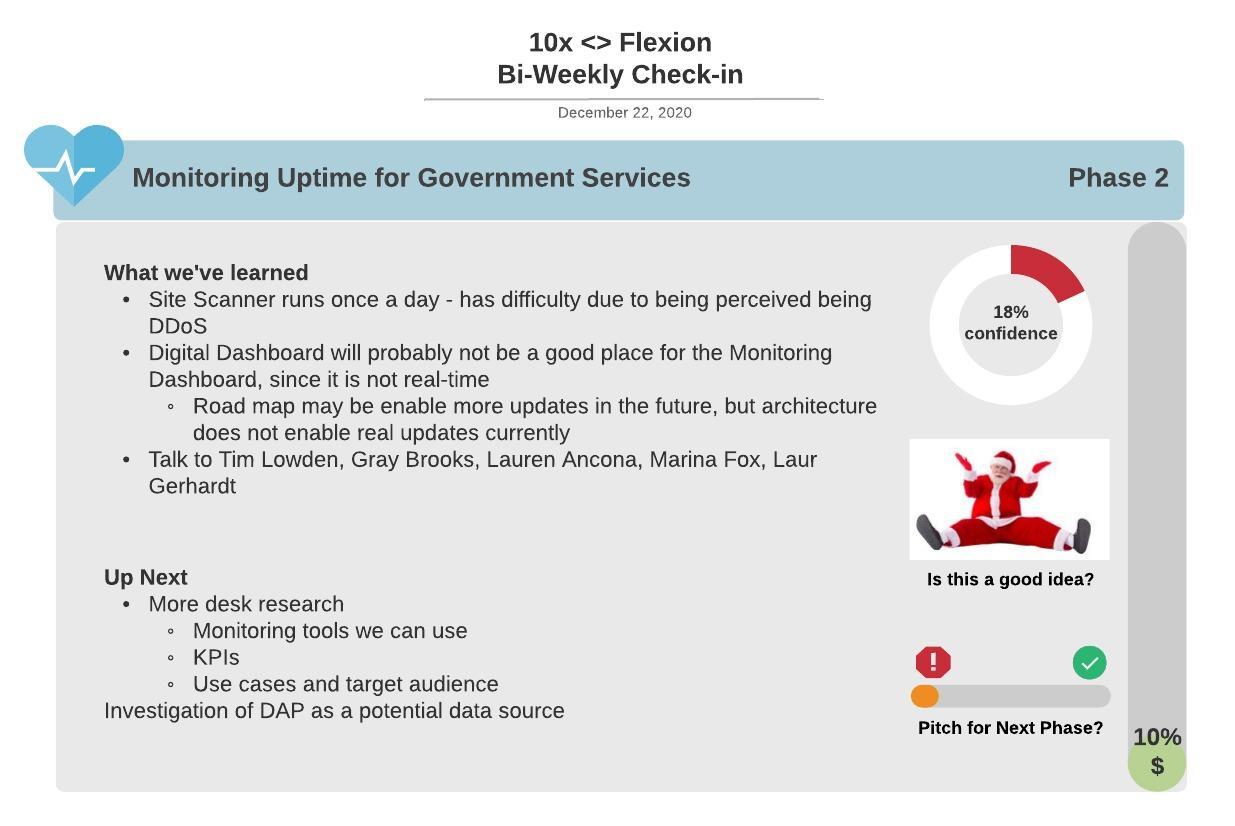 10x <> Flexion
Bi-Weekly Check-in
December 22, 2020
Monitoring Uptime for Government Services
Phase 2
What we've learned
• Site Scanner runs once a day - has difficulty due to being perceived being
DDoS
• Digital Dashboard will probably not be a good place for the Monitoring
Dashboard, since it is not real-time
◦ Road map may be enable more updates in the future, but architecture
does not enable real updates currently
• Talk to Tim Lowden, Gray Brooks, Lauren Ancona, Marina Fox, Laur
Gerhardt
Up Next
• More desk research
◦ Monitoring tools we can use
◦ KPIs
◦ Use cases and target audience
Investigation of DAP as a potential data source
18%
confidence
Is this a good idea?
!
Pitch for Next Phase?
10%
$